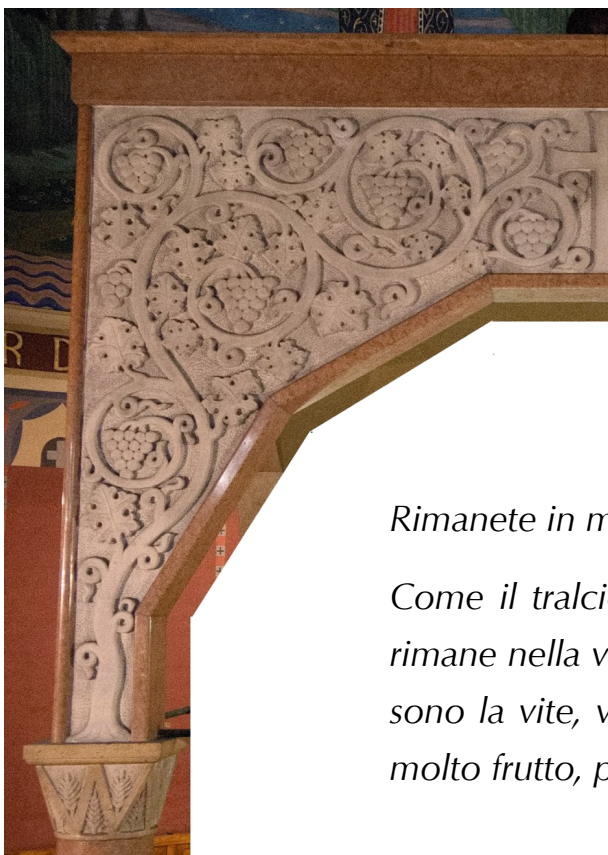 R D
Rimanete in m
Come il tralci
rimane nella v
sono la vite, v
molto frutto, p